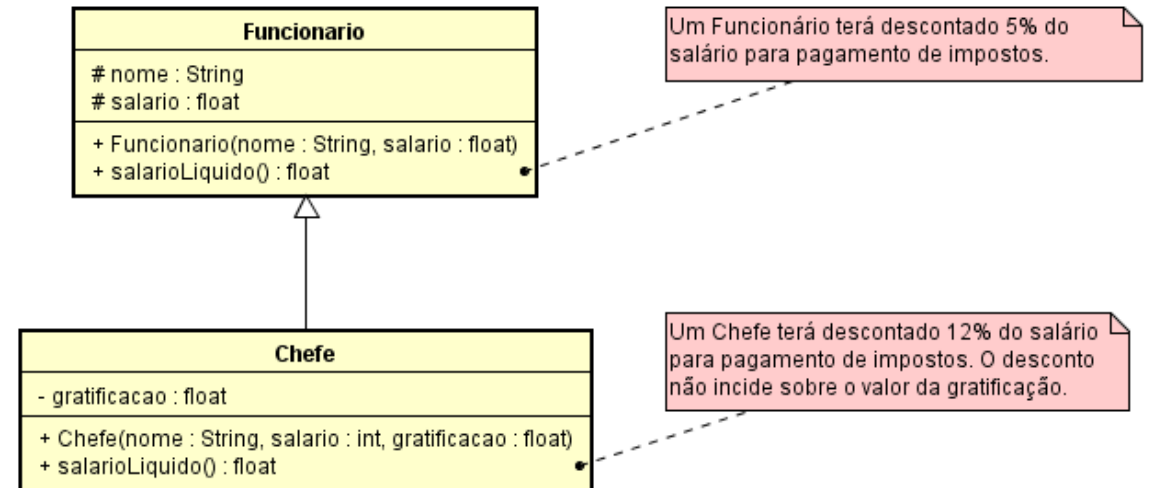 Funcionario
# nome : String
# salario : float
+ Funcionario(nome : String, salario : float)
+ salarioLiquido() : float
Um Funcionário terá descontado 5% do
salário para pagamento de impostos.
Chefe
- gratificacao : float
+ Chefe(nome : String, salario : int, gratificacao : float)
+ salarioLiquido() : float
Um Chefe terá descontado 12% do salário
para pagamento de impostos. O desconto
não incide sobre o valor da gratificação.